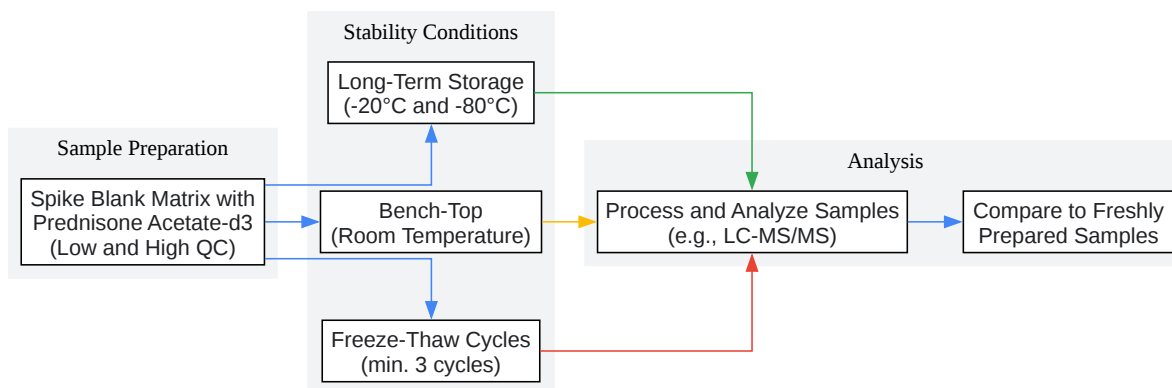 Stability Conditions
Long-Term Storage
(-20°C and -80°C)
Sample Preparation
Spike Blank Matrix with
Prednisone Acetate-d3
(Low and High QC)
Bench-Top
(Room Temperature)
Freeze-Thaw Cycles
(min. 3 cycles)
Analysis
Process and Analyze Samples
(e.g., LC-MS/MS)
Compare to Freshly
Prepared Samples